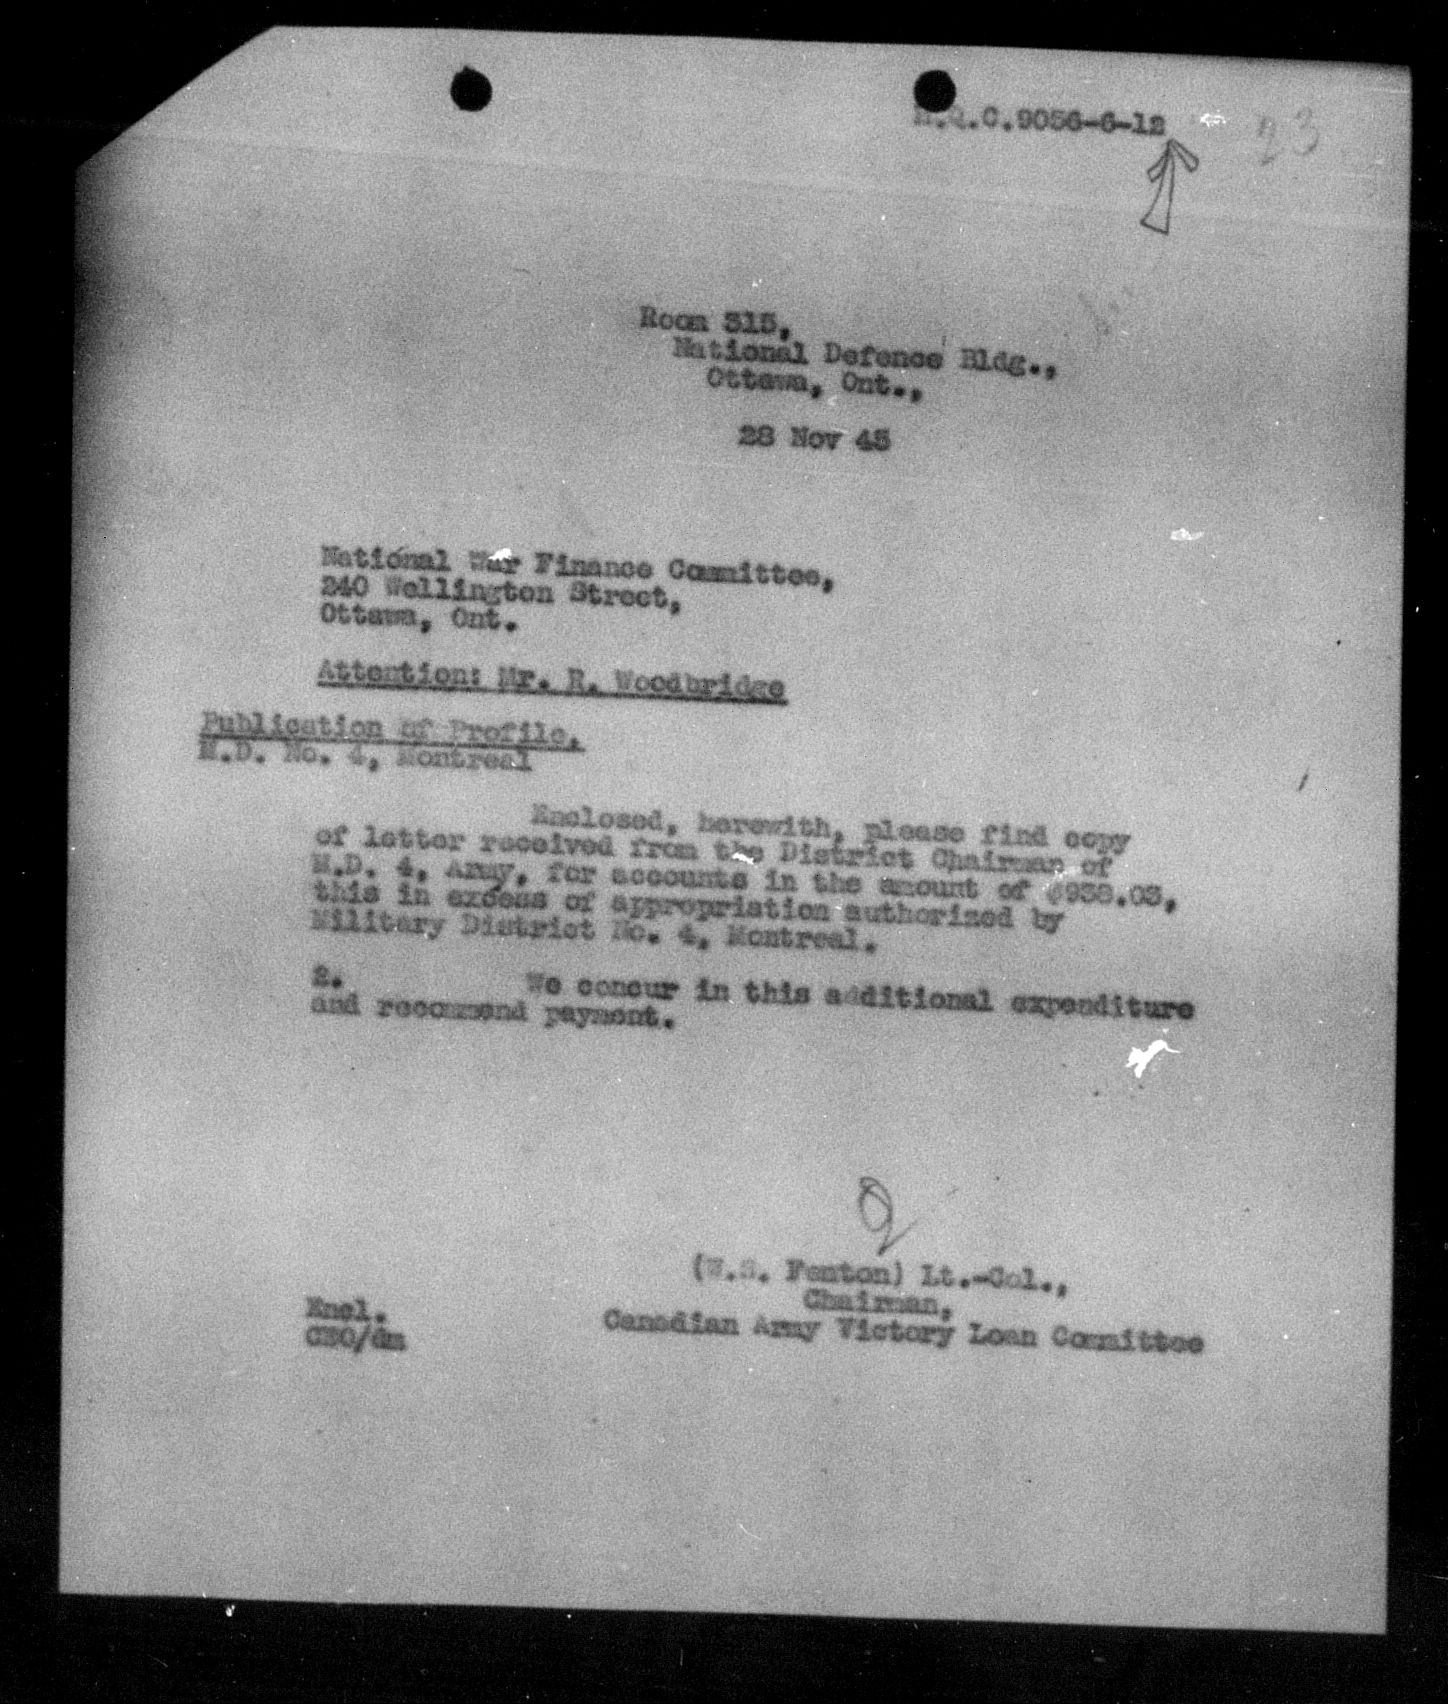 H.Q.C.9056-6-12
23
Room 315,
National Defence Bldg.,
Ottawa, Ont.,
28 Nov 45
National War Finance Committee,
240 Wellington Street,
Ottawa, Ont.
Attention: Mr. R. Woodbridge
Publication of Profile,
M.D. No. 4, Montreal
Enclosed, herewith, please find copy
of letter received from the District Chairman of
M.D. 4, Army, for accounts in the amount of
this in excess of appropriation authorized by
Military District No. 4, Montreal.
2. We concur in this additional expenditure
and recommend payment.
(W.S. Fenton) Lt.-Col.,
Chairman,
Canadian Army Victory Loan Committee
Encl.